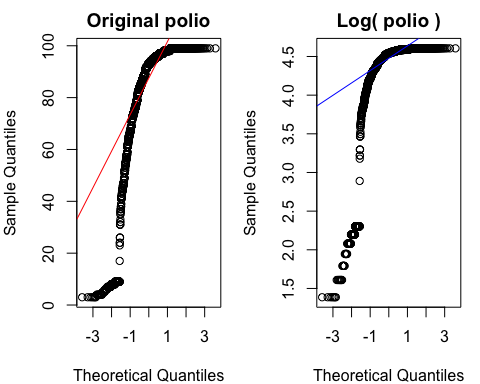 Original polio
Sample Quantiles
0 20 40 60 80 100
-3 -1 1 3
Theoretical Quantiles
Log( polio )
Sample Quantiles
1.5 2.0 2.5 3.0 3.5 4.0 4.5
-3 -1 1 3
Theoretical Quantiles